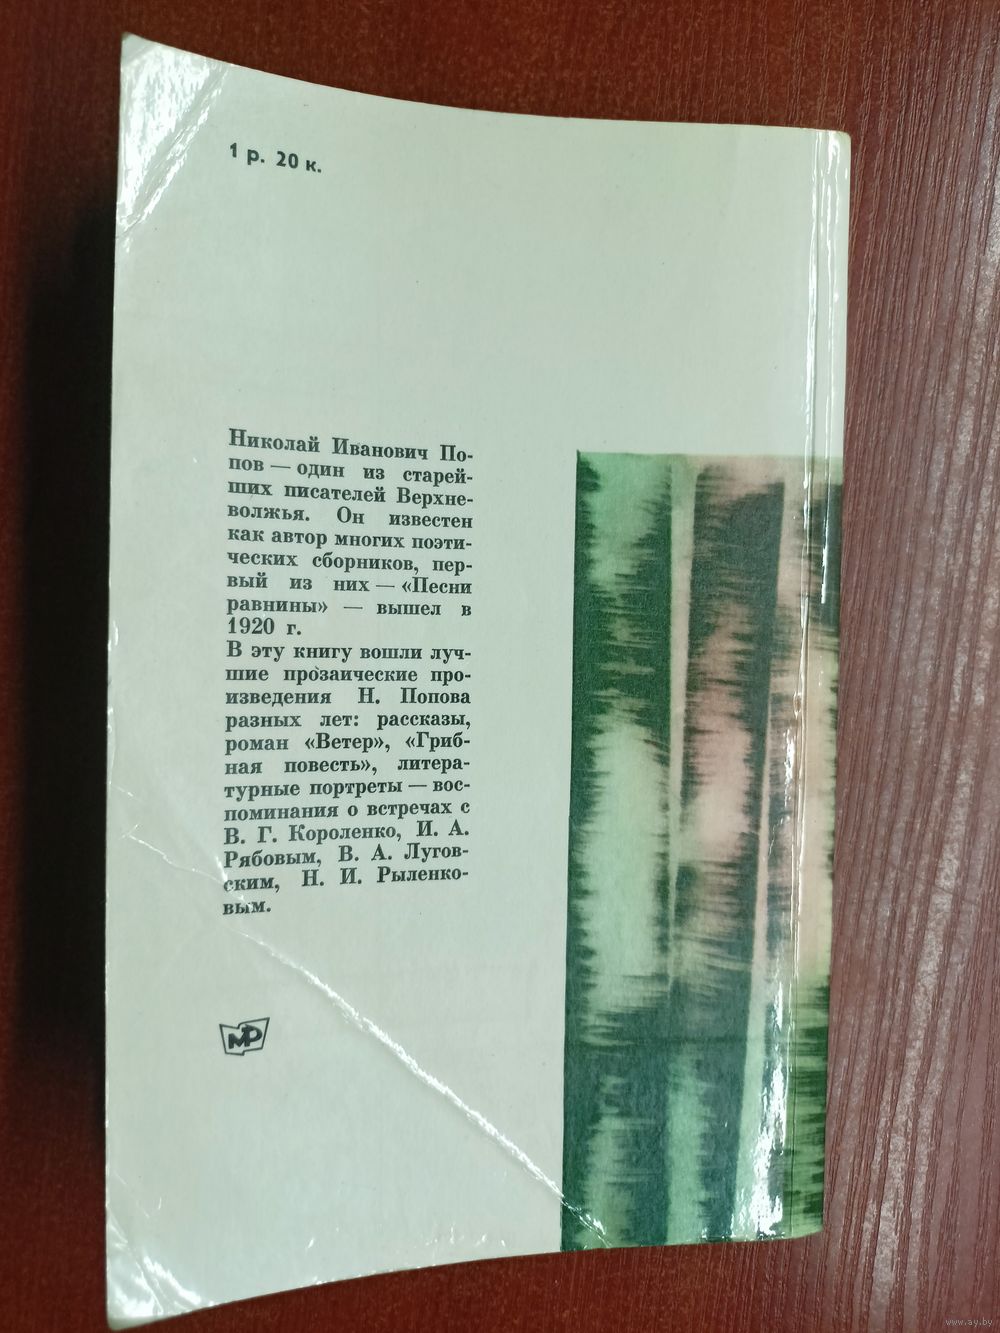 1 р. 20 к.
Николай Иванович По-
пов — один из старей-
ших писателей Верхне-
волжья. Он известен
как автор многих поэти-
ческих сборников, пер-
вый из них — «Песни
равнины» — вышел в
1920 г.
В эту книгу вошли луч-
шие прозаические про-
изведения Н. Попова
разных лет: рассказы,
роман «Ветер», «Гриб-
ная повесть», литера-
турные портреты — вос-
поминания о встречах с
В. Г. Короленко, И. А.
Рябовым, В. А. Лугов-
ским, Н. И. Рыленко-
вым.
МР
www.ay.by